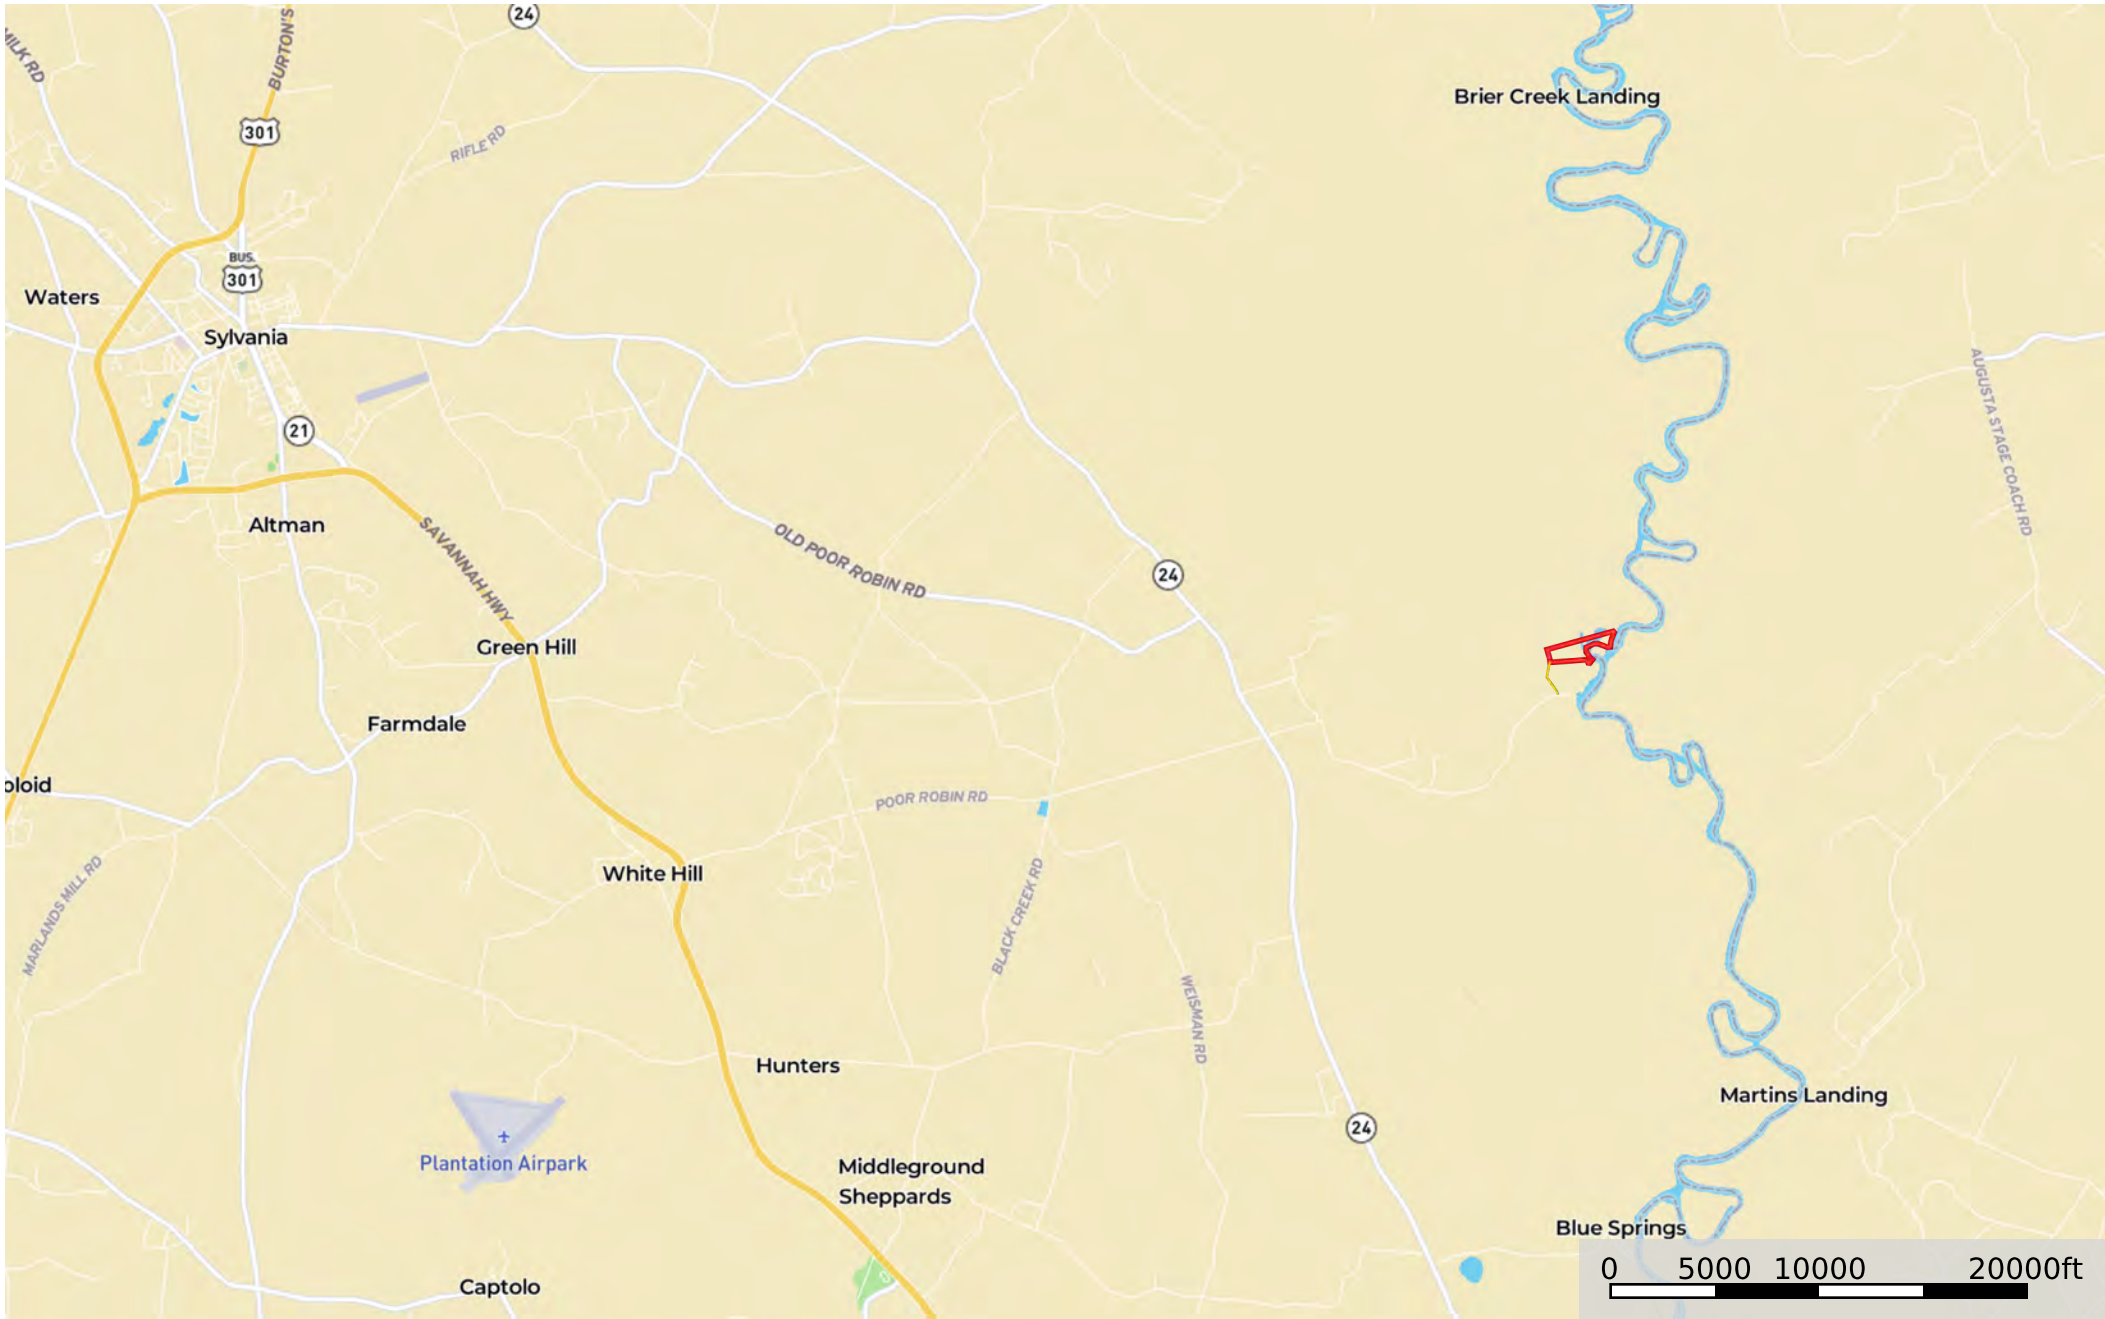 24
MILK RD
BURTON'S
Brier Creek Landing
301
RIFLE RD
BUS.
301
Waters
Sylvania
AUGUSTA STAGE COACH RD
21
Altman
SAVANNAH HWY
OLD POOR ROBIN RD
24
Green Hill
Farmdale
oloid
POOR ROBIN RD
MARLANDS MILL RD
White Hill
BLACK CREEK RD
WEISMAN RD
Hunters
Martins Landing
24
Plantation Airpark
Middleground
Sheppards
Blue Springs
Captolo
0 5000 10000 20000ft